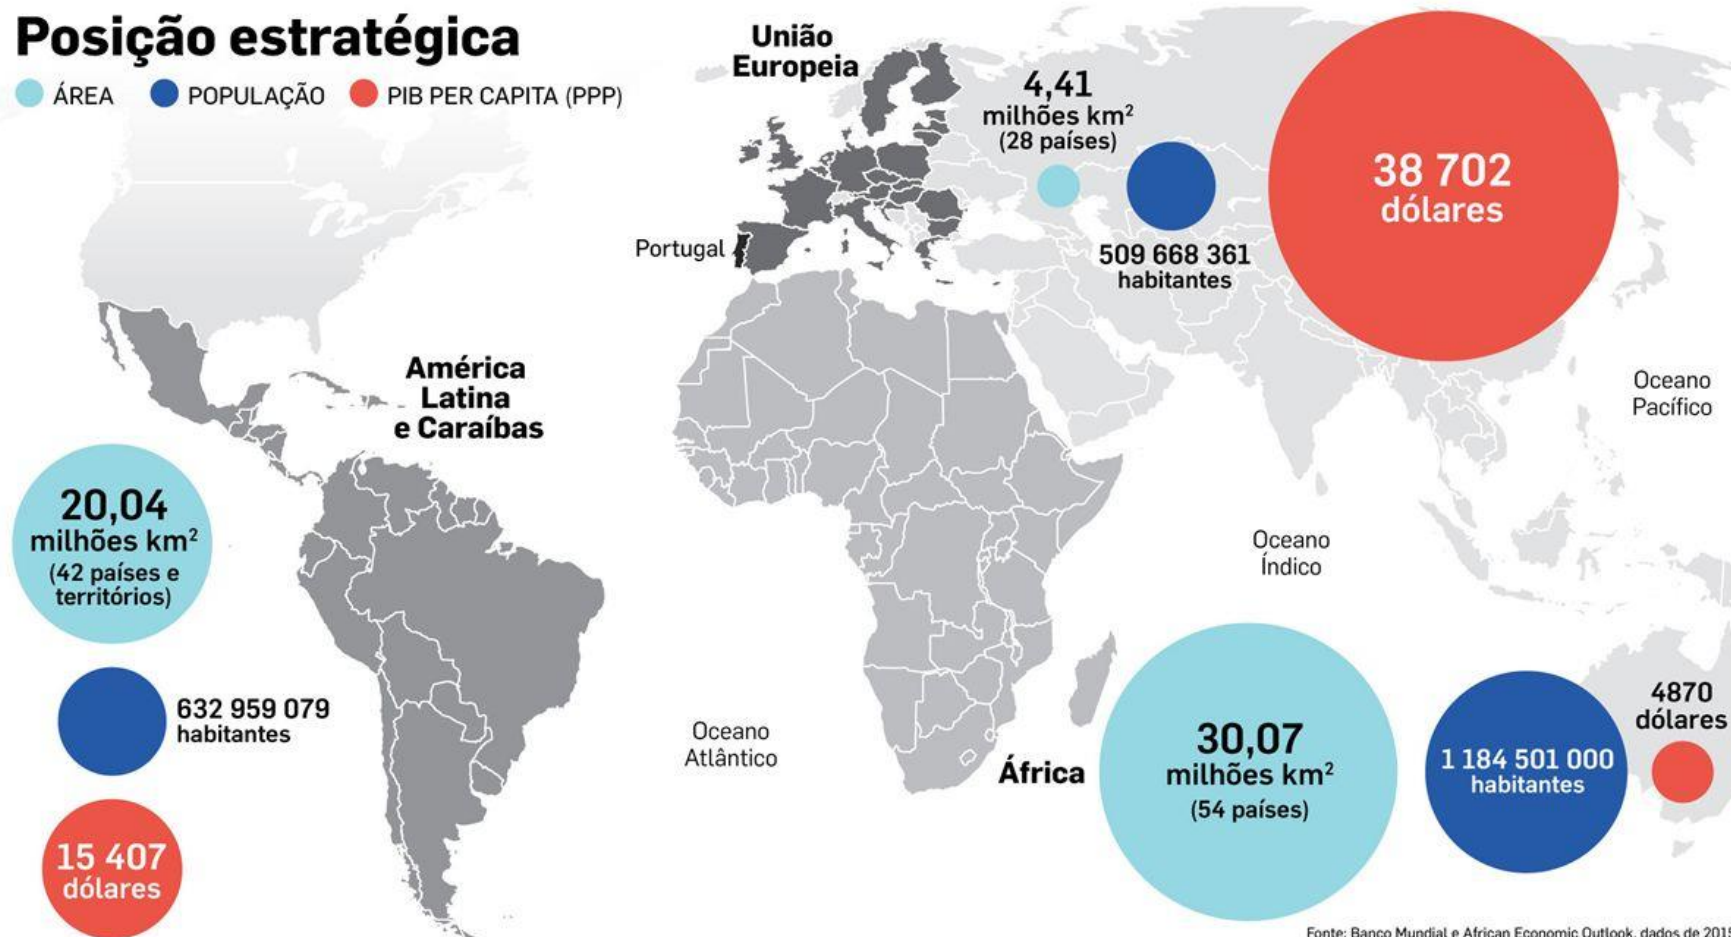 Posição estratégica
ÁREA
POPULAÇÃO
PIB PER CAPITA (PPP)
União
Europeia
4,41
milhões km²
(28 países)
509 668 361
habitantes
38 702
dólares
Portugal
América
Latina
e Caraíbas
20,04
milhões km²
(42 países e
territórios)
632 959 079
habitantes
15 407
dólares
Oceano
Pacífico
Oceano
Índico
Oceano
Atlântico
África
30,07
milhões km²
(54 países)
1 184 501 000
habitantes
4870
dólares
Fonte: Banco Mundial e African Economic Outlook, dados de 2015